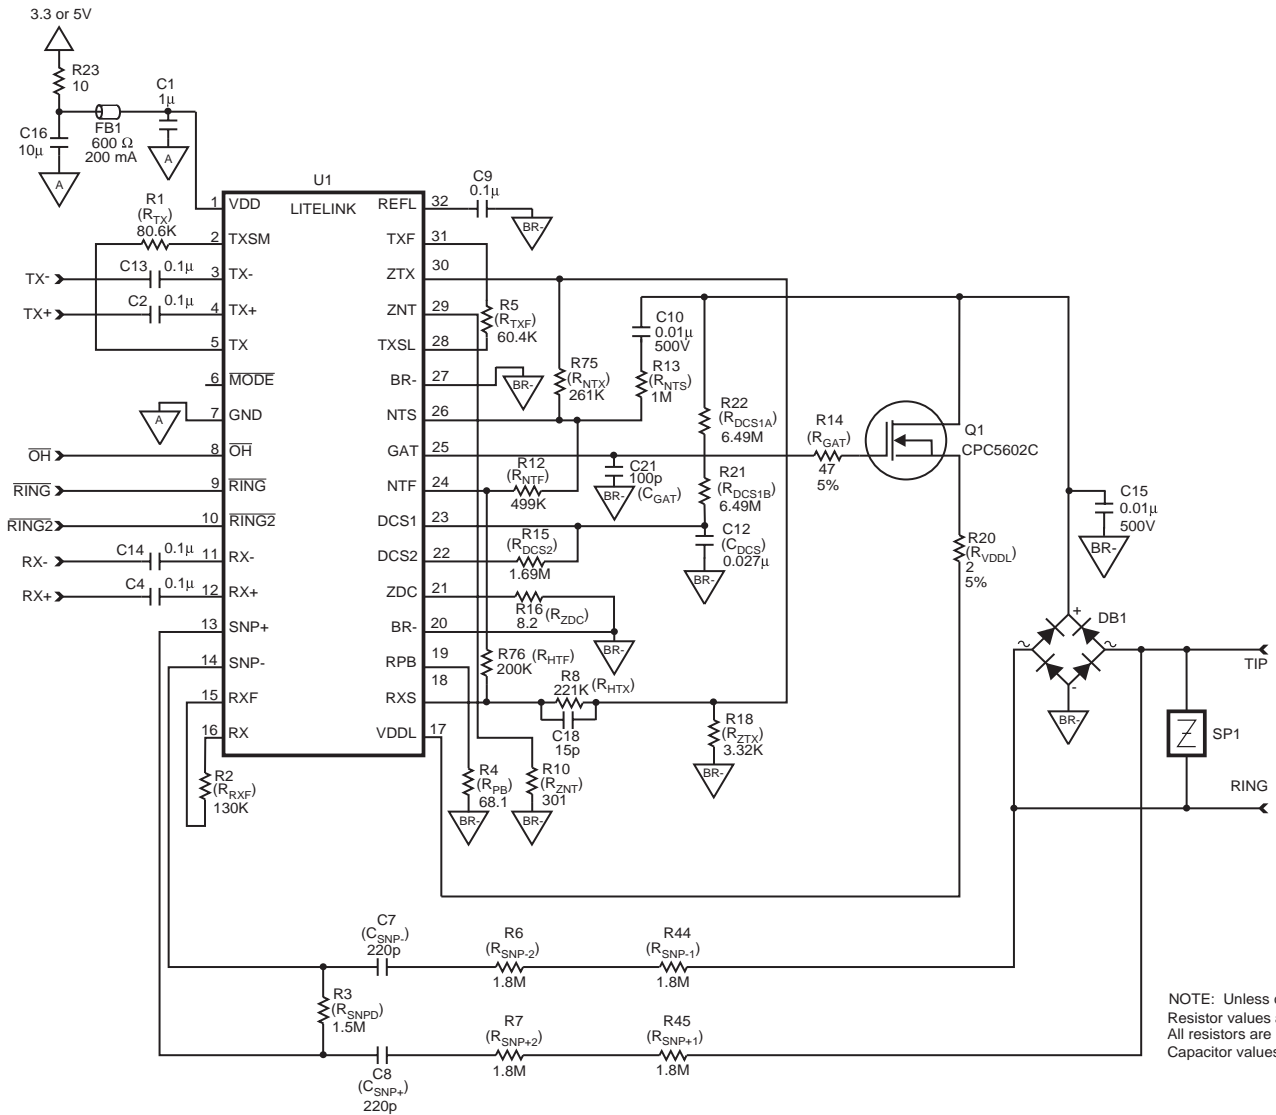 3.3 or 5V
R23
10
C1
1µ
C16
10µ
FB1
600 Ω
200 mA
A
A
R1
(RTX)
80.6K
U1
LITELINK
C9
0.1µ
BR-
1
VDD
REFL
32
2
TXSM
TXF
31
TX-
C13
0.1µ
3
TX-
ZTX
30
TX+
C2
0.1µ
4
TX+
ZNT
29
R5
(RTXF)
60.4K
5
TX
TXSL
28
6
MODE
BR-
27
BR-
A
7
GND
NTS
26
OH
8
OH
GAT
25
RING
9
RING
NTF
24
RING2
10
RING2
DCS1
23
RX-
C14
0.1µ
11
RX-
DCS2
22
RX+
C4
0.1µ
12
RX+
ZDC
21
13
SNP+
BR-
20
14
SNP-
RPB
19
15
RXF
RXS
18
16
RX
VDDL
17
R2
(RRXF)
130K
C10
0.01µ
500V
R13
(RNTS)
1M
R75
(RNTX)
261K
R22
(RDCS1A)
6.49M
R14
(RGAT)
47
5%
Q1
CPC5602C
R12
(RNTF)
499K
C21
100p
BR-
(CGAT)
R21
(RDCS1B)
6.49M
C15
0.01µ
500V
BR-
R15
(RDCS2)
1.69M
C12
(CDCS)
0.027µ
BR-
R20
(RVDDL)
2
5%
R16
8.2
(RZDC)
BR-
+
DB1
~
~
-
BR-
TIP
SP1
RING
R76
200K
(RHTF)
R8
221K
(RHTX)
C18
15p
R18
(RZTX)
3.32K
BR-
R4
(RPB)
68.1
BR-
R10
(RZNT)
301
BR-
C7
(CSNP-)
220p
R6
(RSNP-2)
1.8M
R44
(RSNP-1)
1.8M
R3
(RSNPD)
1.5M
R7
(RSNP+2)
1.8M
R45
(RSNP+1)
1.8M
C8
(CSNP+)
220p
NOTE: Unless
Resistor values
All resistors are
Capacitor values